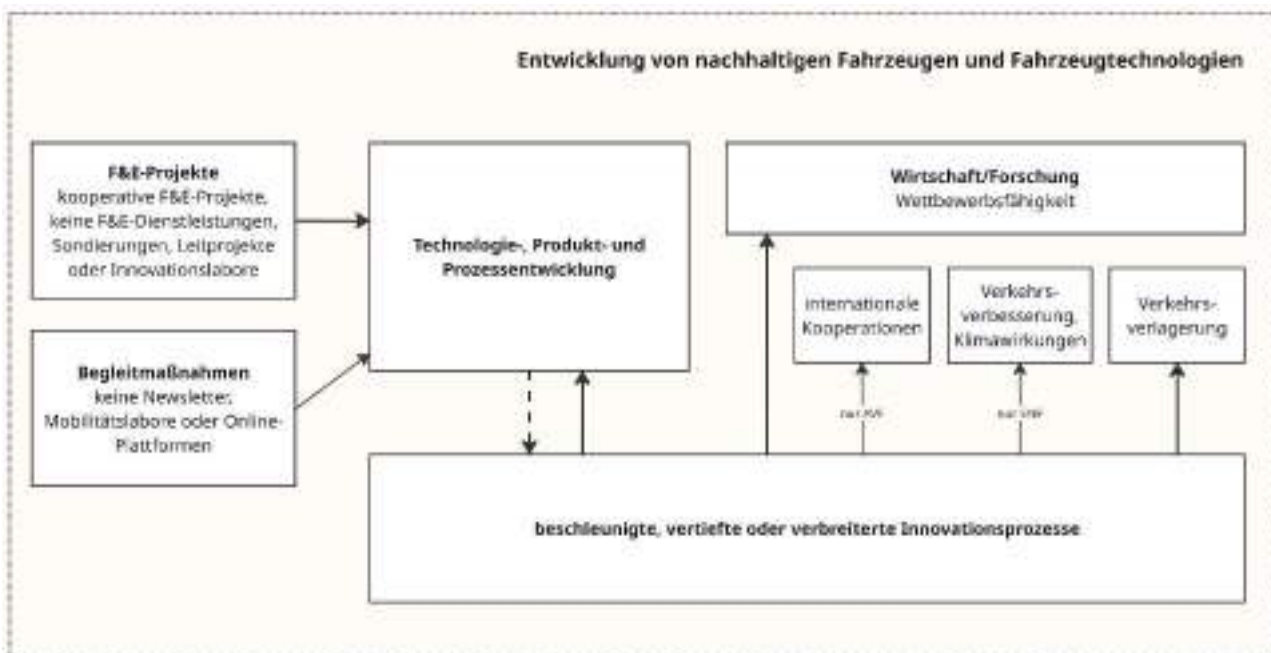 Entwicklung von nachhaltigen Fahrzeugen und Fahrzeugtechnologien
F&E-Projekte
kooperative F&E-Projekte,
keine F&E-Dienstleistungen,
Sondierungen, Leitprojekte
oder Innovationslabore
Begleitmaßnahmen
keine Newsletter,
Mobilitätslabore oder Online-
Plattformen
Technologie-, Produkt- und
Prozessentwicklung
Wirtschaft/Forschung
Wettbewerbsfähigkeit
internationale
Kooperationen
Verkehrs-
verbesserung,
Klimawirkungen
Verkehrs-
verlagerung
nur
nur
beschleunigte, vertiefte oder verbreiterte Innovationsprozesse